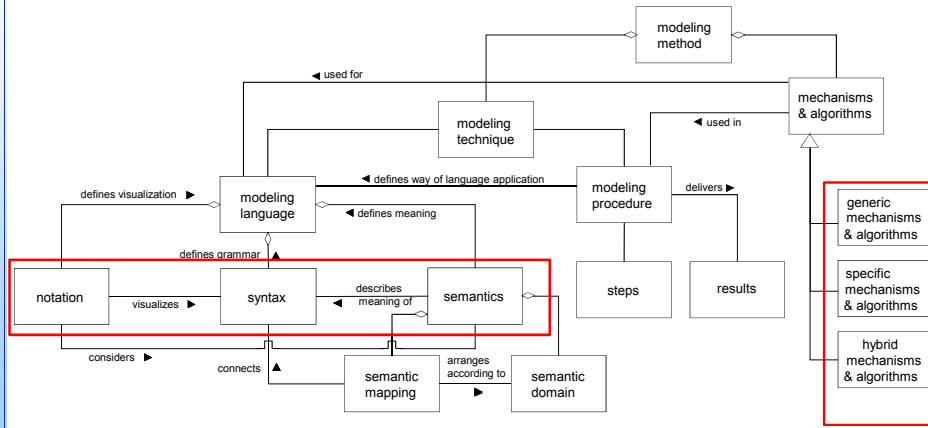 modeling
method
◄ used for
mechanisms
& algorithms
modeling
technique
◄ used in
◄ defines way of language application
defines visualization ►
modeling
language
◄ defines meaning
modeling
procedure
delivers ►
generic
mechanisms
& algorithms
defines grammar ▲
notation
visualizes ►
syntax
describes
◄ meaning of
semantics
steps
results
specific
mechanisms
& algorithms
considers ►
connects ▲
semantic
mapping
arranges
according to
►
semantic
domain
hybrid
mechanisms
& algorithms